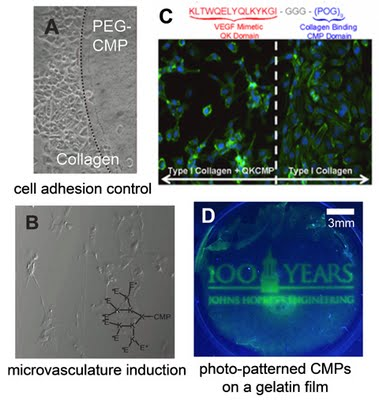 A
PEG-
CMP
Collagen
cell adhesion control
B
CMP
microvasculature induction
C
KLTWQELYQLKYKGI - GGG - (POG)
VEGF Mimetic
QK Domain
Collagen Binding
CMP Domain
Type I Collagen + QKCMP
Type I Collagen
D
3mm
100 YEARS
JOHNS HOPKINS ENGINEERING
photo-patterned CMPs
on a gelatin film